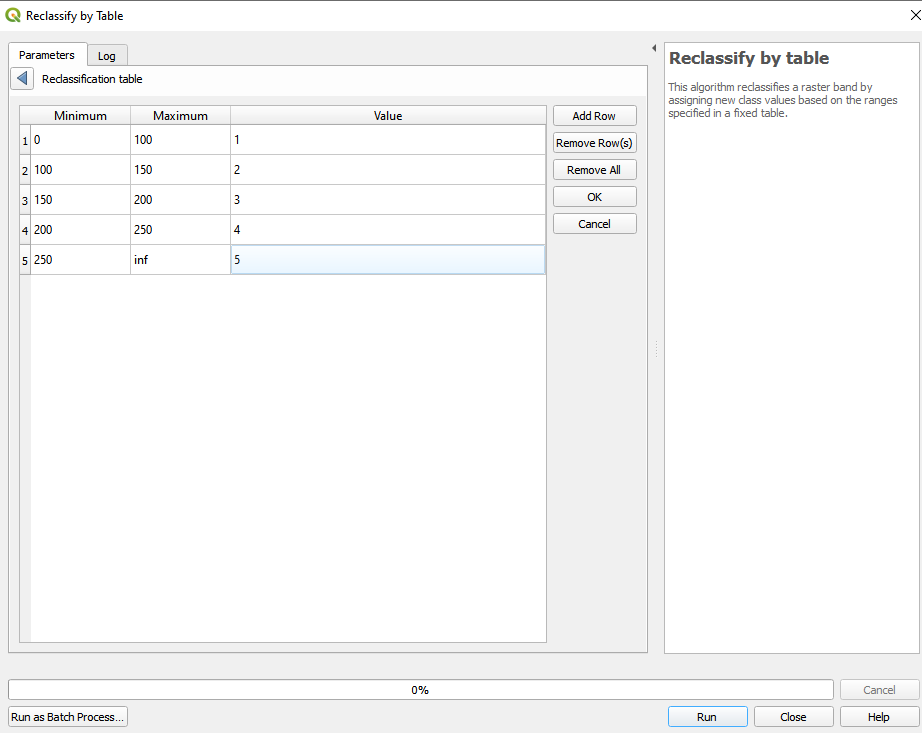 Reclassify by Table
Parameters Log
Reclassification table
Minimum Maximum Value
1 0 100 1
2 100 150 2
3 150 200 3
4 200 250 4
5 250 inf 5
Add Row
Remove Row(s)
Remove All
OK
Cancel
Reclassify by table
This algorithm reclassifies a raster band by
assigning new class values based on the ranges
specified in a fixed table.
0%
Cancel
Run as Batch Process...
Run Close Help